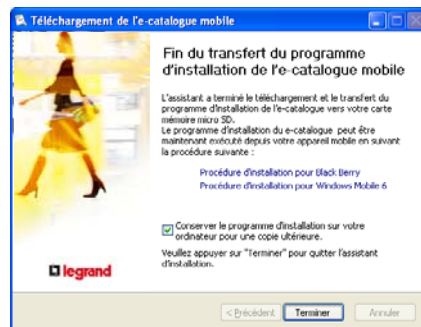 Téléchargement de l'e-catalogue mobile
Fin du transfert du programme
d'installation de l'e-catalogue mobile
L'assistant a terminé le téléchargement et le transfert du
programme d'installation de l'e-catalogue vers votre carte
mémoire micro SD.
Le programme d'installation du e-catalogue peut être
maintenant exécuté depuis votre appareil mobile en suivant
la procédure suivante :
Procédure d'installation pour Black Berry
Procédure d'installation pour Windows Mobile 6
Conserver le programme d'installation sur votre
ordinateur pour une copie ultérieure.
Veuillez appuyer sur "Terminer" pour quitter l'assistant
d'installation.
legrand
< Précédent
Terminer
Annuler